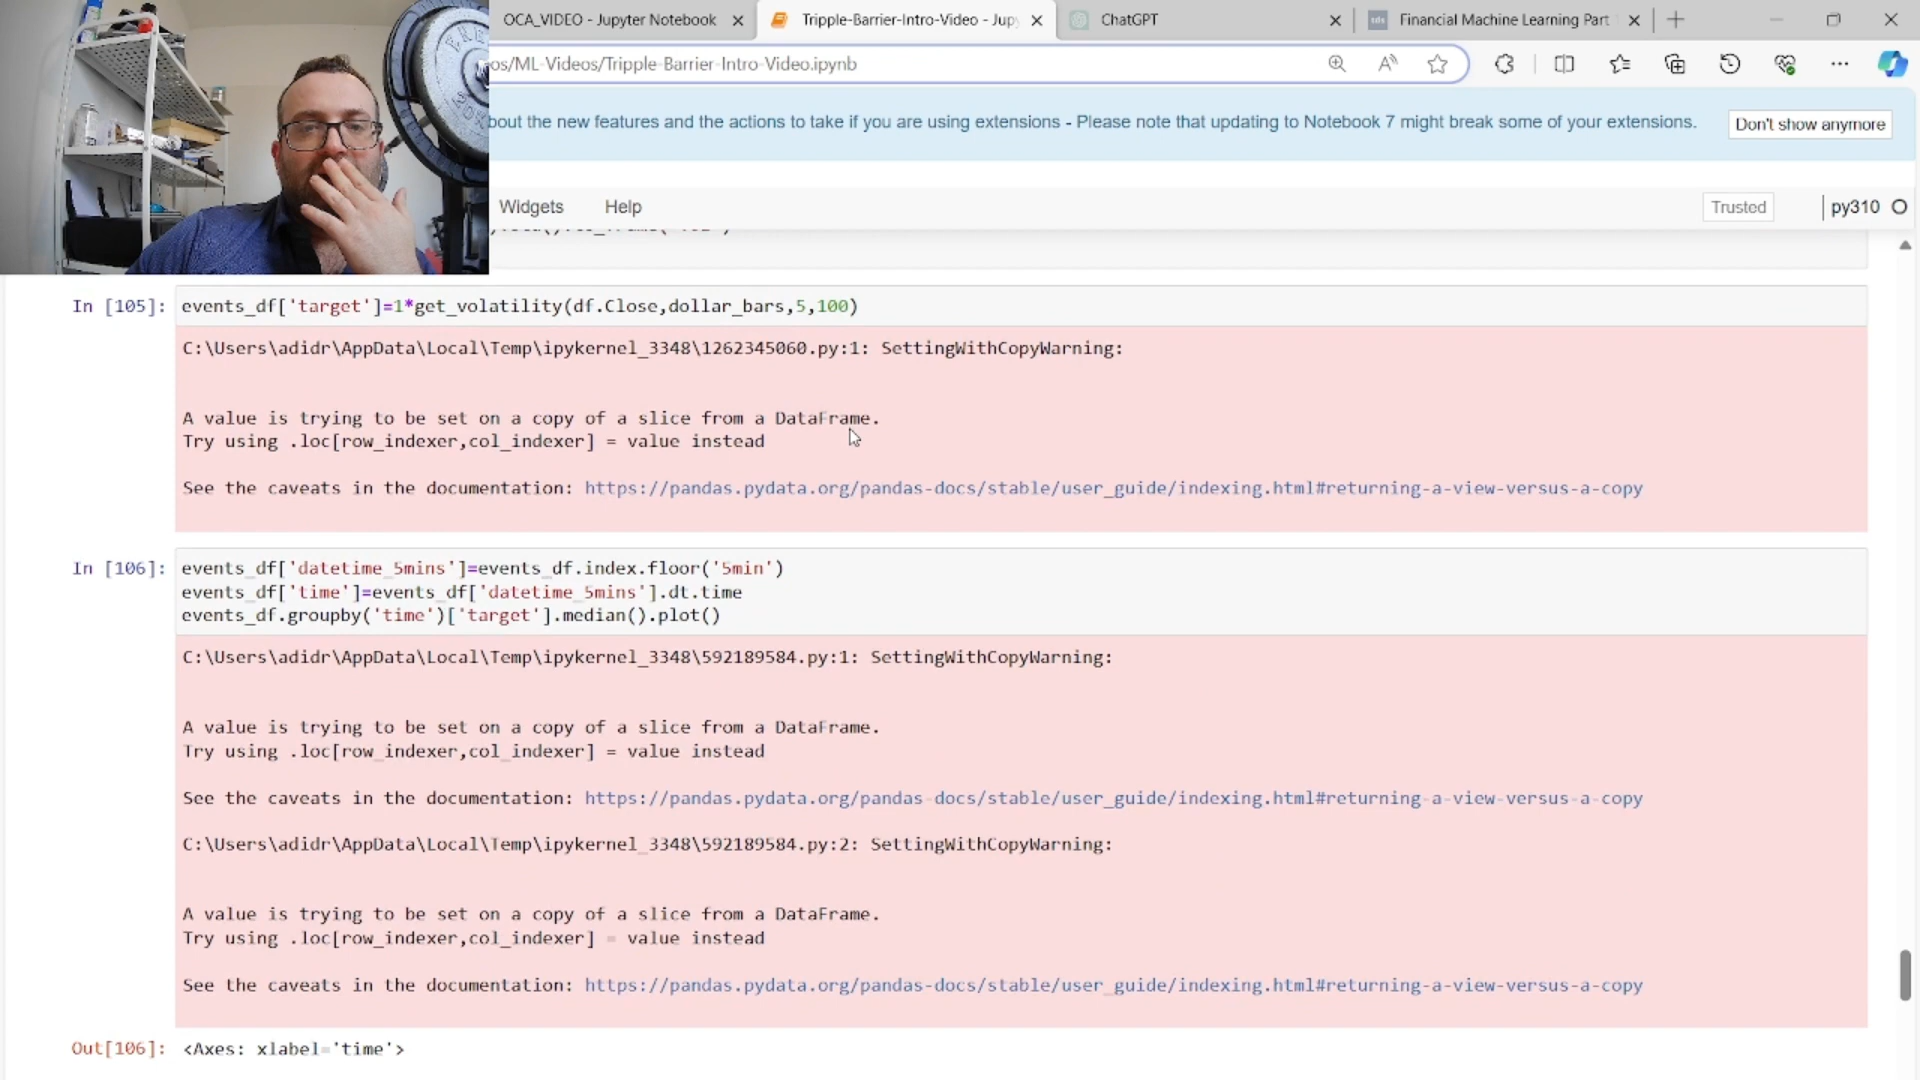 OCA_VIDEO - Jupyter Notebook
Tripple-Barrier-Intro-Video - Jup
ChatGPT
Financial Machine Learning Part
os/ML-Videos/Tripple-Barrier-Intro-Video.ipynb
bout the new features and the actions to take if you are using extensions - Please note that updating to Notebook 7 might break some of your extensions.
Don't show anymore
Widgets Help
Trusted
py310
In [105]: events_df['target']=1*get_volatility(df.Close,dollar_bars,5,100)
C:\Users\adidr\AppData\Local\Temp\ipykernel_3348\1262345060.py:1: SettingWithCopyWarning:
A value is trying to be set on a copy of a slice from a DataFrame.
Try using .loc[row_indexer,col_indexer] = value instead
See the caveats in the documentation: https://pandas.pydata.org/pandas-docs/stable/user_guide/indexing.html#returning-a-view-versus-a-copy
In [106]: events_df['datetime_5mins']=events_df.index.floor('5min')
events_df['time']=events_df['datetime_5mins'].dt.time
events_df.groupby('time')['target'].median().plot()
C:\Users\adidr\AppData\Local\Temp\ipykernel_3348\592189584.py:1: SettingWithCopyWarning:
A value is trying to be set on a copy of a slice from a DataFrame.
Try using .loc[row_indexer,col_indexer] = value instead
See the caveats in the documentation: https://pandas.pydata.org/pandas-docs/stable/user_guide/indexing.html#returning-a-view-versus-a-copy
C:\Users\adidr\AppData\Local\Temp\ipykernel_3348\592189584.py:2: SettingWithCopyWarning:
A value is trying to be set on a copy of a slice from a DataFrame.
Try using .loc[row_indexer,col_indexer] = value instead
See the caveats in the documentation: https://pandas.pydata.org/pandas-docs/stable/user_guide/indexing.html#returning-a-view-versus-a-copy
Out[106]: <Axes: xlabel='time'>